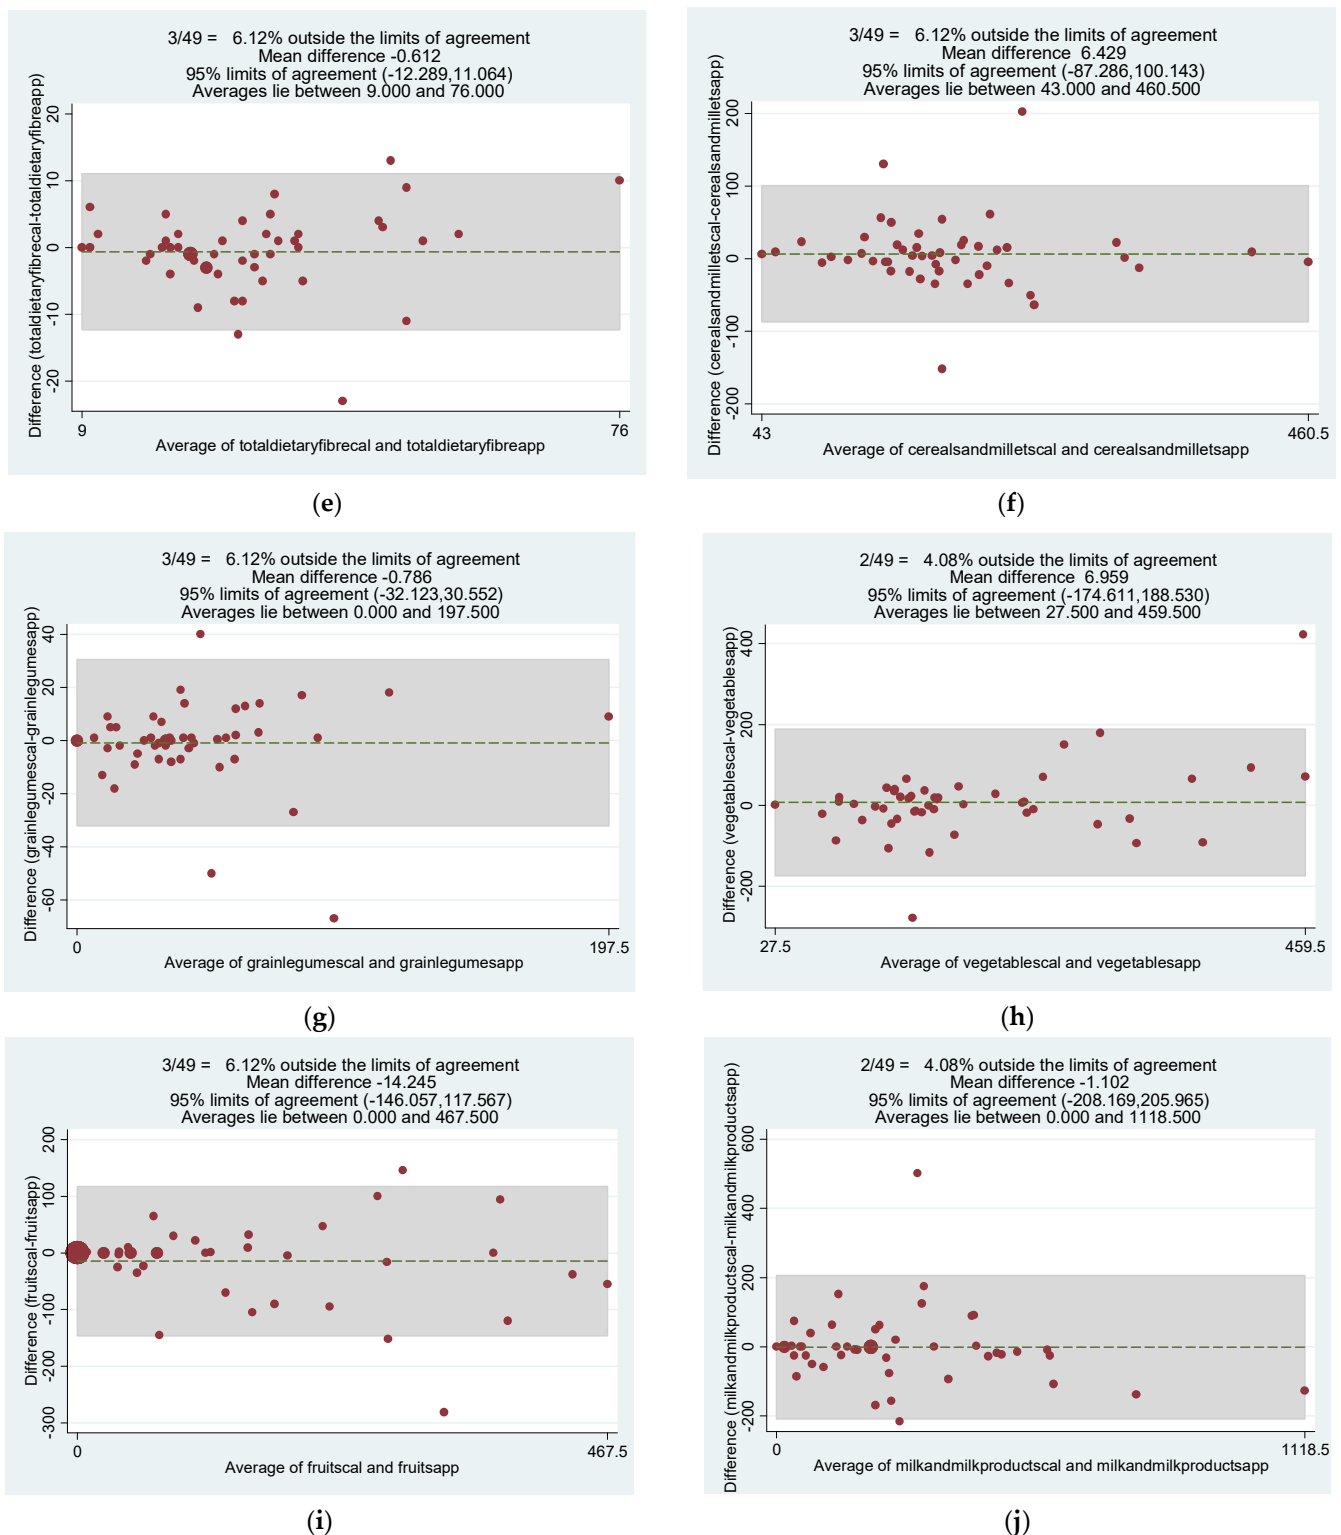 3/49 = 6.12% outside the limits of agreement
Mean difference -0.612
95% limits of agreement (-12.289,11.064)
Averages lie between 9.000 and 76.000
Difference (totaldietaryfibrecal-totaldietaryfibreapp)
20
10
0
-10
-20
9
76
Average of totaldietaryfibrecal and totaldietaryfibreapp
(e)
3/49 = 6.12% outside the limits of agreement
Mean difference 6.429
95% limits of agreement (-87.286,100.143)
Averages lie between 43.000 and 460.500
Difference (cerealsandmilletscal-cerealsandmilletsapp)
200
100
0
-100
-200
43
460.5
Average of cerealsandmilletscal and cerealsandmilletsapp
(f)
3/49 = 6.12% outside the limits of agreement
Mean difference -0.786
95% limits of agreement (-32.123,30.552)
Averages lie between 0.000 and 197.500
Difference (grainlegumescal-grainlegumesapp)
40
20
0
-20
-40
-60
0
197.5
Average of grainlegumescal and grainlegumesapp
(g)
2/49 = 4.08% outside the limits of agreement
Mean difference 6.959
95% limits of agreement (-174.611,188.530)
Averages lie between 27.500 and 459.500
Difference (vegetablescal-vegetablesapp)
400
200
0
-200
27.5
459.5
Average of vegetablescal and vegetablesapp
(h)
3/49 = 6.12% outside the limits of agreement
Mean difference -14.245
95% limits of agreement (-146.057,117.567)
Averages lie between 0.000 and 467.500
Difference (fruitscal-fruitsapp)
200
100
0
-100
-200
-300
0
467.5
Average of fruitscal and fruitsapp
(i)
2/49 = 4.08% outside the limits of agreement
Mean difference -1.102
95% limits of agreement (-208.169,205.965)
Averages lie between 0.000 and 1118.500
Difference (milkandmilkproductscal-milkandmilkproductsapp)
600
400
200
0
-200
0
1118.5
Average of milkandmilkproductscal and milkandmilkproductsapp
(j)